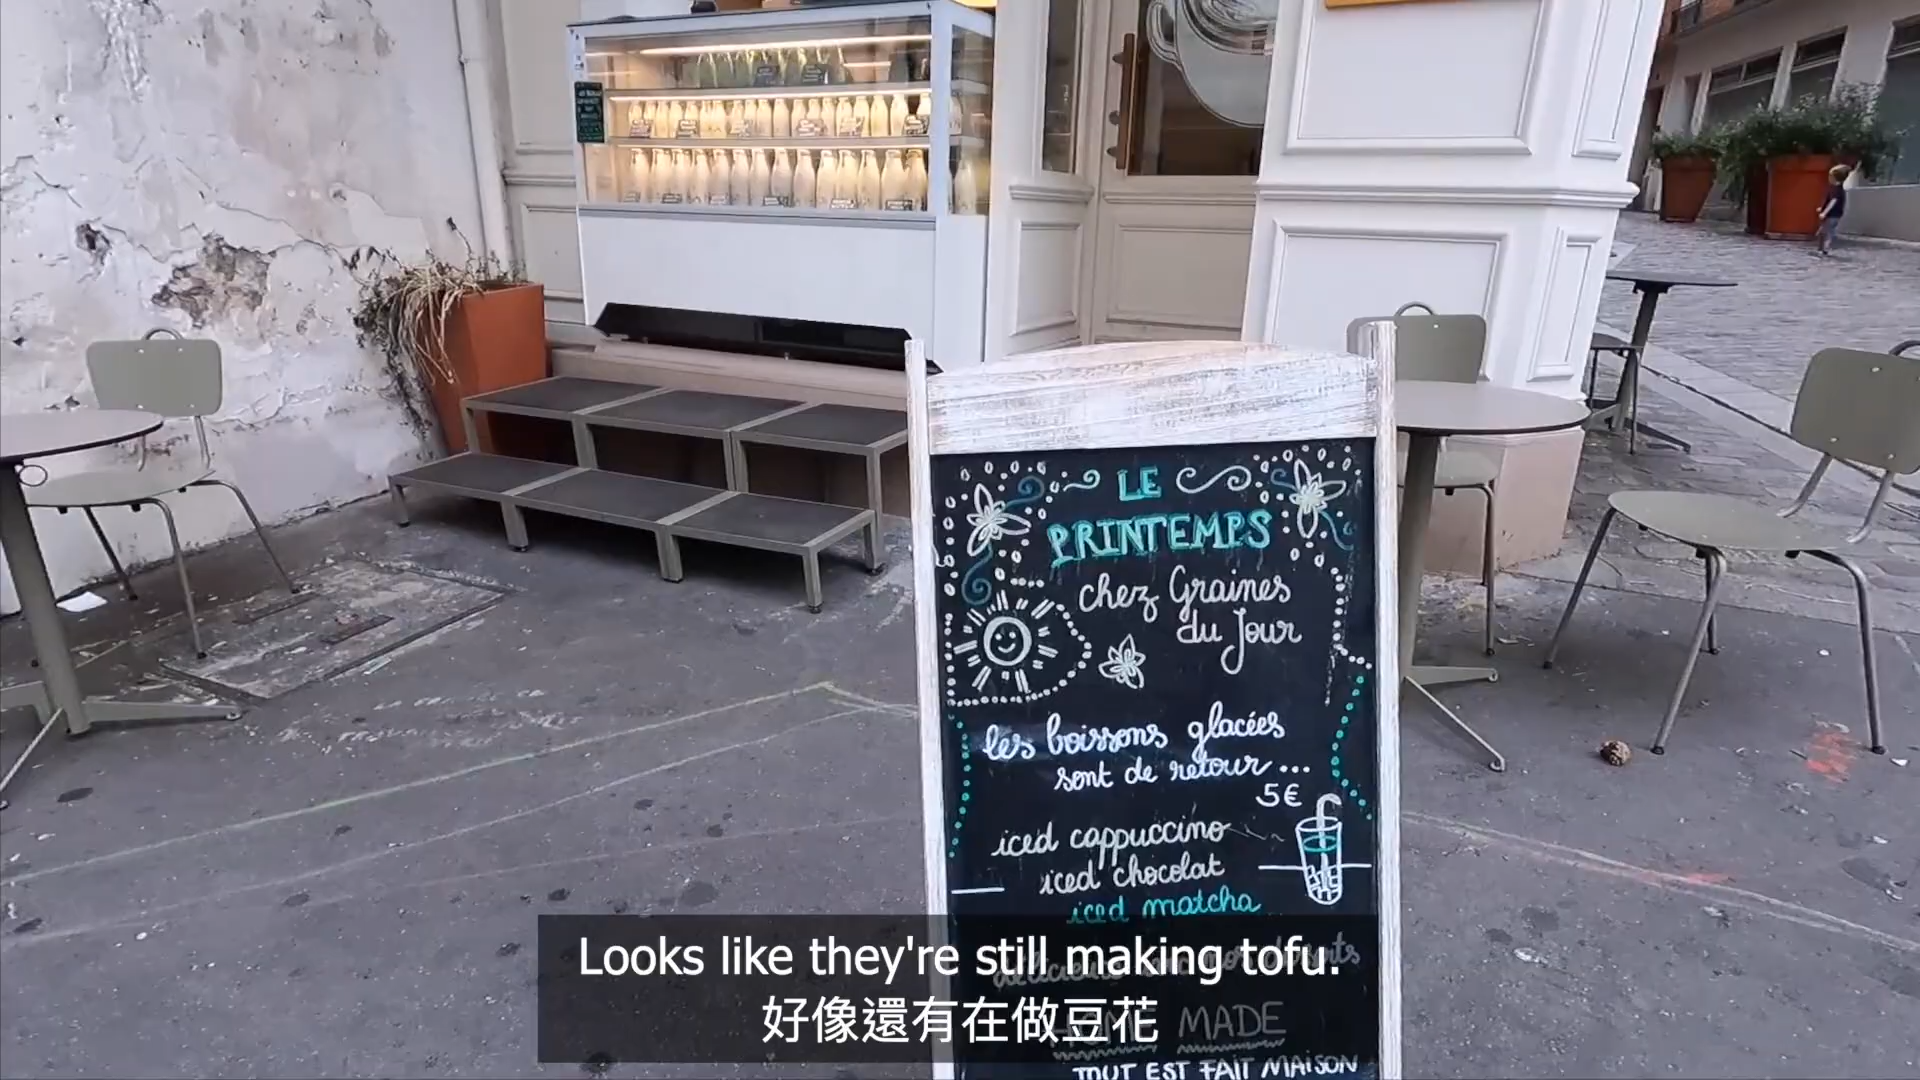 LE
PRINTEMPS
chez Graines
du Jour
les boissons glacées
sont de retour...
5€
iced cappuccino
iced chocolat
iced matcha
Looks like they're still making tofu.
好像還有在做豆花
HOME MADE
TOUT EST FAIT MAISON